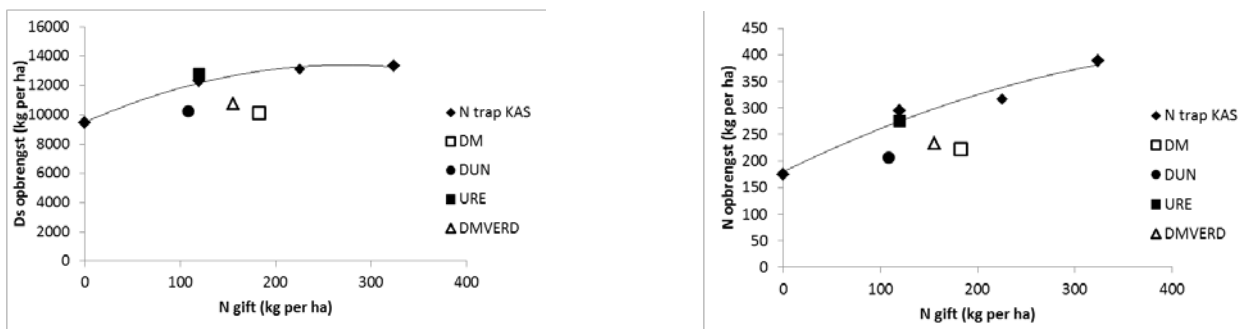 16000
14000
12000
10000
8000
6000
4000
2000
0
Ds opbrengst (kg per ha)
0 100 200 300 400
N gift (kg per ha)
N trap KAS
DM
DUN
URE
DMVERD
450
400
350
300
250
200
150
100
50
0
N opbrengst (kg per ha)
0 100 200 300 400
N gift (kg per ha)
N trap KAS
DM
DUN
URE
DMVERD